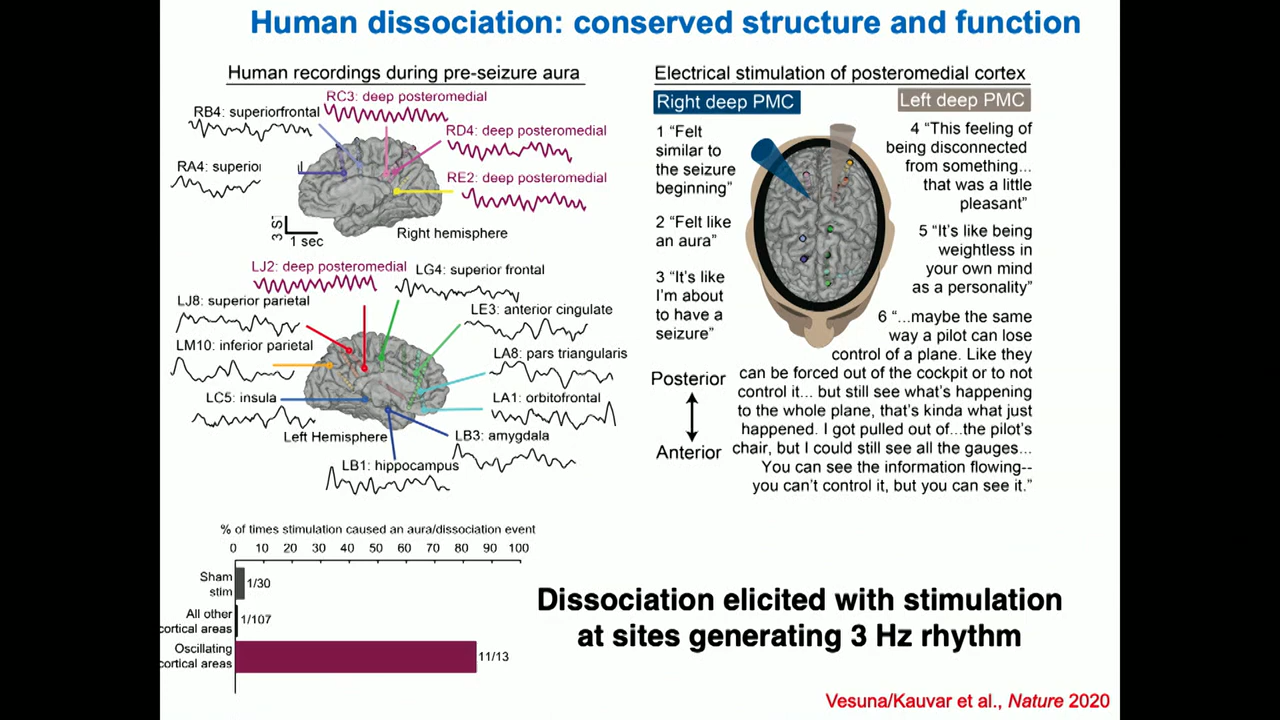 Human dissociation: conserved structure and function
Human recordings during pre-seizure aura
RC3: deep posteromedial
RB4: superiorfrontal
RD4: deep posteromedial
RA4: superior
RE2: deep posteromedial
1 sec
Right hemisphere
LJ2: deep posteromedial
LG4: superior frontal
LJ8: superior parietal
LE3: anterior cingulate
LM10: inferior parietal
LA8: pars triangularis
LC5: insula
LA1: orbitofrontal
Left Hemisphere
LB3: amygdala
LB1: hippocampus
Electrical stimulation of posteromedial cortex
Right deep PMC
Left deep PMC
1 “Felt
similar to
the seizure
beginning”
2 “Felt like
an aura”
3 “It’s like
I’m about
to have a
seizure”
Posterior
Anterior
4 “This feeling of
being disconnected
from something...
that was a little
pleasant”
5 “It’s like being
weightless in
your own mind
as a personality”
6 “...maybe the same
way a pilot can lose
control of a plane. Like they
can be forced out of the cockpit or to not
control it... but still see what’s happening
to the whole plane, that’s kinda what just
happened. I got pulled out of...the pilot’s
chair, but I could still see all the gauges...
You can see the information flowing--
you can’t control it, but you can see it.”
% of times stimulation caused an aura/dissociation event
0 10 20 30 40 50 60 70 80 90 100
Sham
stim
1/30
All other
cortical areas
1/107
Oscillating
cortical areas
11/13
Dissociation elicited with stimulation
at sites generating 3 Hz rhythm
Vesuna/Kauvar et al., Nature 2020